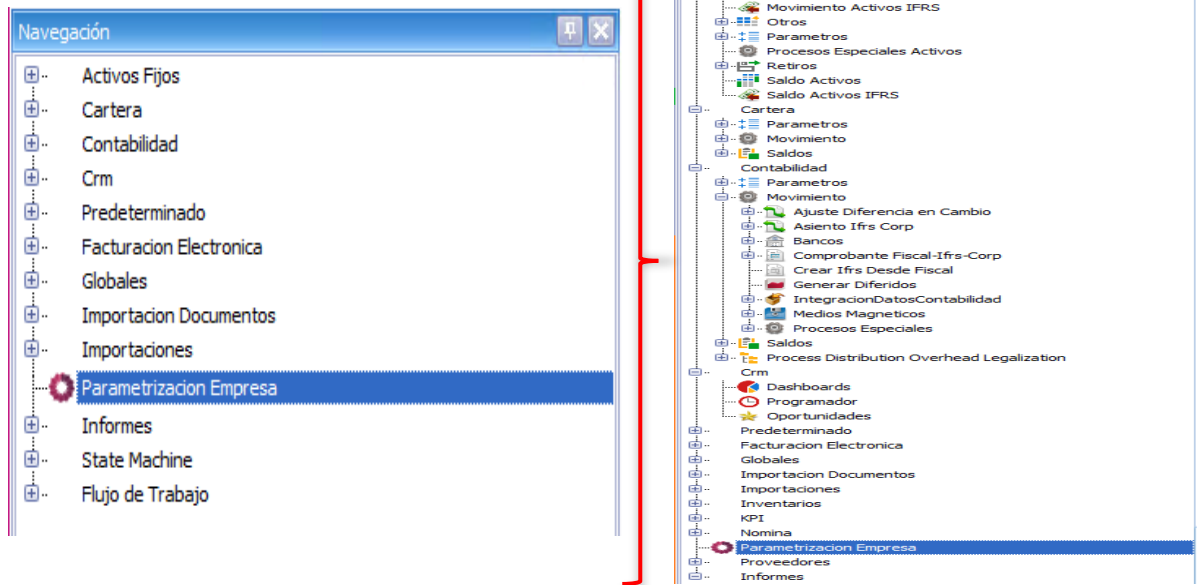 Navegación
Activos Fijos
Cartera
Contabilidad
Crm
Predeterminado
Facturacion Electronica
Globales
Importacion Documentos
Importaciones
Parametrizacion Empresa
Informes
State Machine
Flujo de Trabajo
Movimiento Activos IFRS
Otros
Parametros
Procesos Especiales Activos
Retiros
Saldo Activos
Saldo Activos IFRS
Cartera
Parametros
Movimiento
Saldos
Contabilidad
Parametros
Movimiento
Ajuste Diferencia en Cambio
Asiento Ifrs Corp
Bancos
Comprobante Fiscal-Ifrs-Corp
Crear Ifrs Desde Fiscal
Generar Diferidos
IntegracionDatosContabilidad
Medios Magneticos
Procesos Especiales
Saldos
Process Distribution Overhead Legalization
Crm
Dashboards
Programador
Oportunidades
Predeterminado
Facturacion Electronica
Globales
Importacion Documentos
Importaciones
Inventarios
KPI
Nomina
Parametrizacion Empresa
Proveedores
Informes